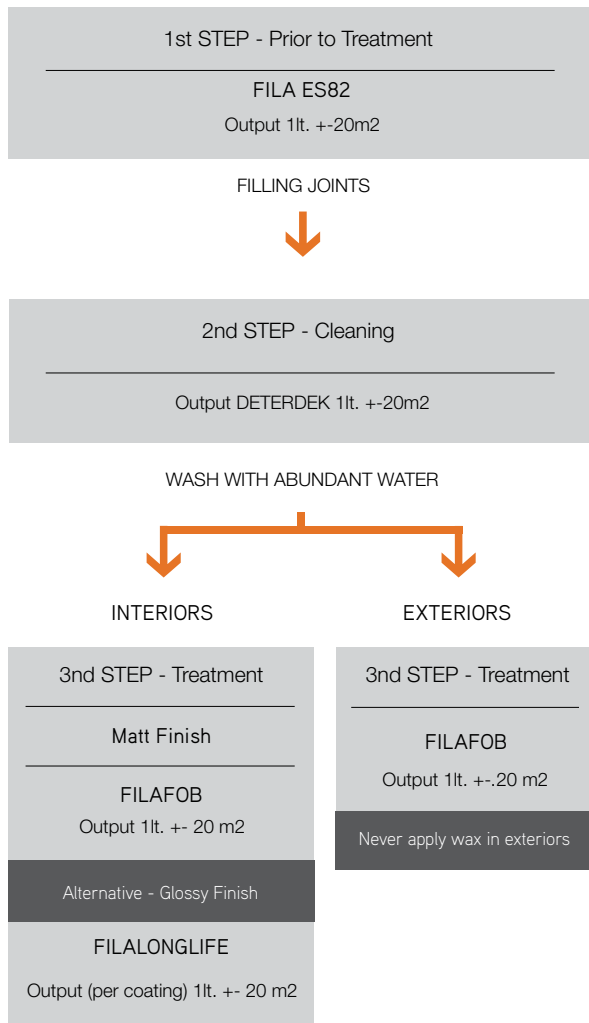 1st STEP - Prior to Treatment
FILA ES82
Output 1lt. +-20m2
FILLING JOINTS
2nd STEP - Cleaning
Output DETERDEK 1lt. +-20m2
WASH WITH ABUNDANT WATER
INTERIORS
3nd STEP - Treatment
Matt Finish
FILAFOB
Output 1lt. +- 20 m2
Alternative - Glossy Finish
FILALONGLIFE
Output (per coating) 1lt. +- 20 m2
EXTERIORS
3nd STEP - Treatment
FILAFOB
Output 1lt. +-.20 m2
Never apply wax in exteriors